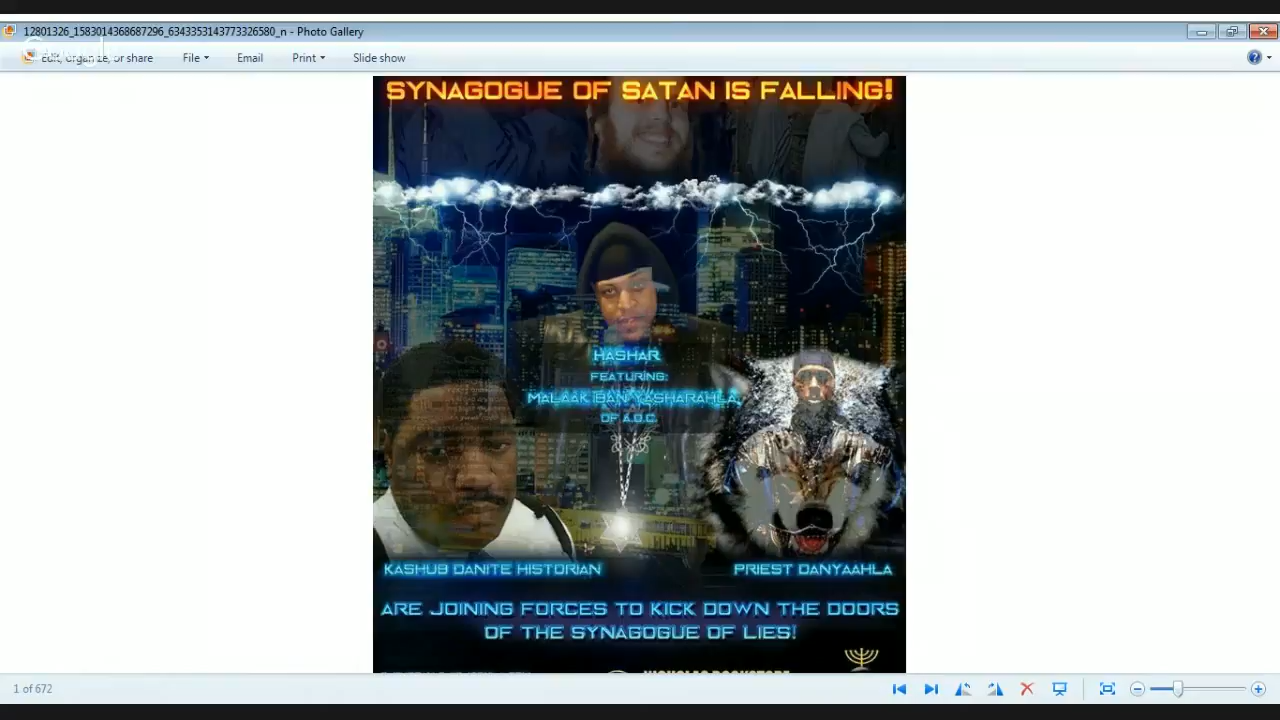 12801326_1583014368687296_6343353143773326580_n - Photo Gallery
Edit, organize, or share File Email Print Slide show
SYNAGOGUE OF SATAN IS FALLING!
HASHAR
FEATURING:
MALAAK IBAN YASHARAHLA
OF A.O.C.
KASHUB DANITE HISTORIAN
PRIEST DANYAAHLA
ARE JOINING FORCES TO KICK DOWN THE DOORS
OF THE SYNAGOGUE OF LIES!
1 of 672